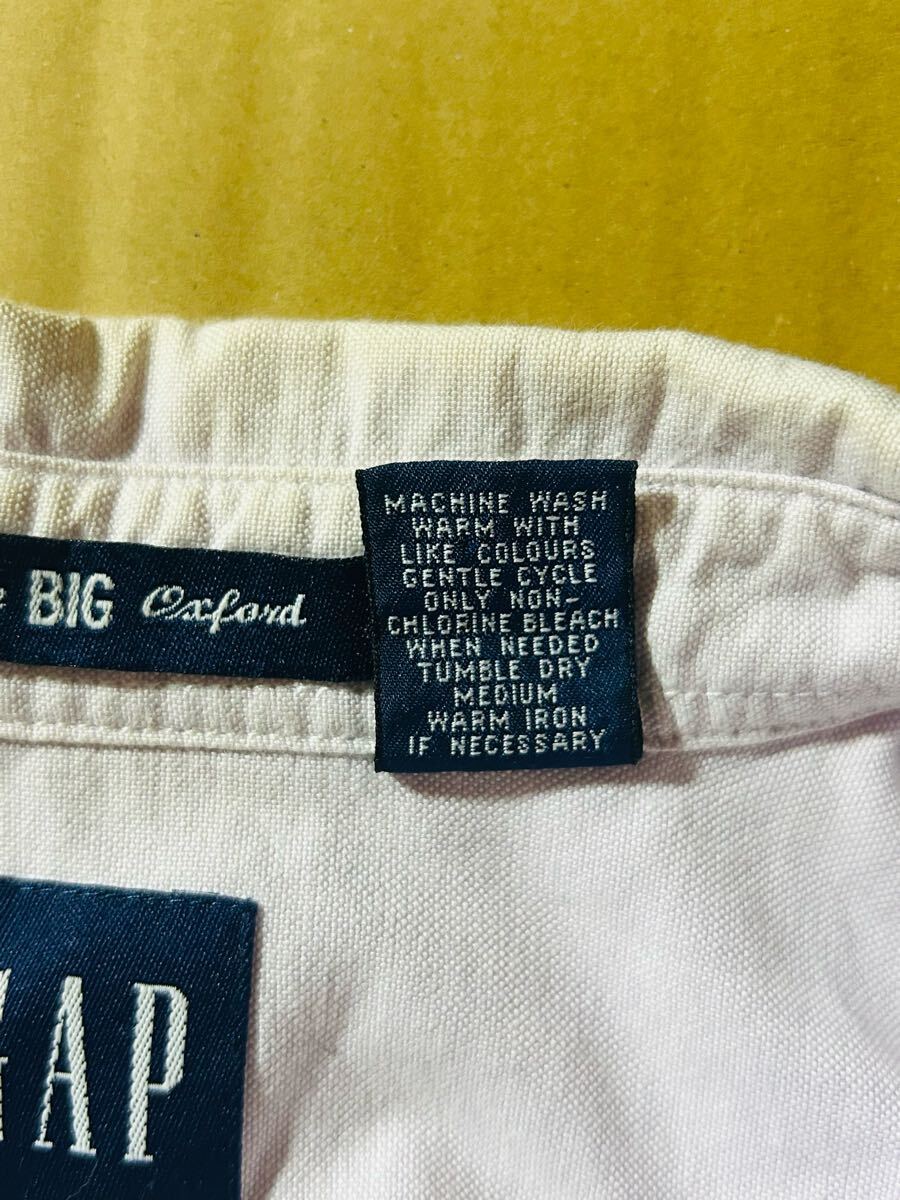 MACHINE WASH
WARM WITH
LIKE COLOURS
GENTLE CYCLE
ONLY NON-
CHLORINE BLEACH
WHEN NEEDED
TUMBLE DRY
MEDIUM
WARM IRON
IF NECESSARY
BIG Oxford
GAP